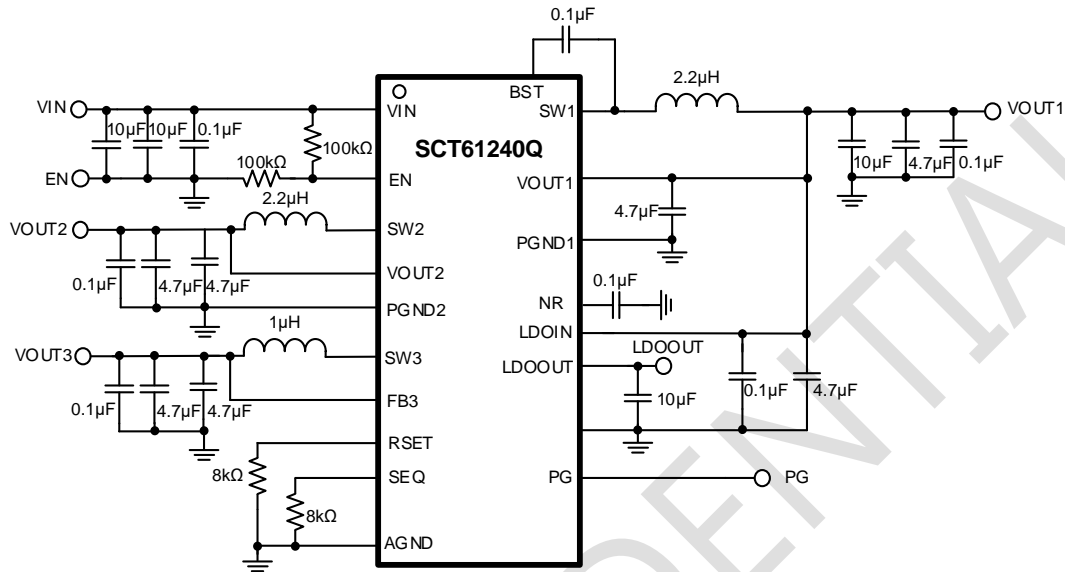 0.1µF
BST
2.2µH
VIN
VIN
SW1
VOUT1
10µF
10µF
0.1µF
100kΩ
SCT61240Q
10µF
4.7µF
0.1µF
100kΩ
EN
EN
VOUT1
2.2µH
4.7µF
VOUT2
SW2
PGND1
0.1µF
4.7µF
4.7µF
VOUT2
0.1µF
NR
PGND2
1µH
LDOIN
VOUT3
SW3
LDOOUT
LDOOUT
0.1µF
4.7µF
4.7µF
FB3
10µF
0.1µF
4.7µF
RSET
8kΩ
SEQ
PG
PG
8kΩ
AGND
DENTIAL